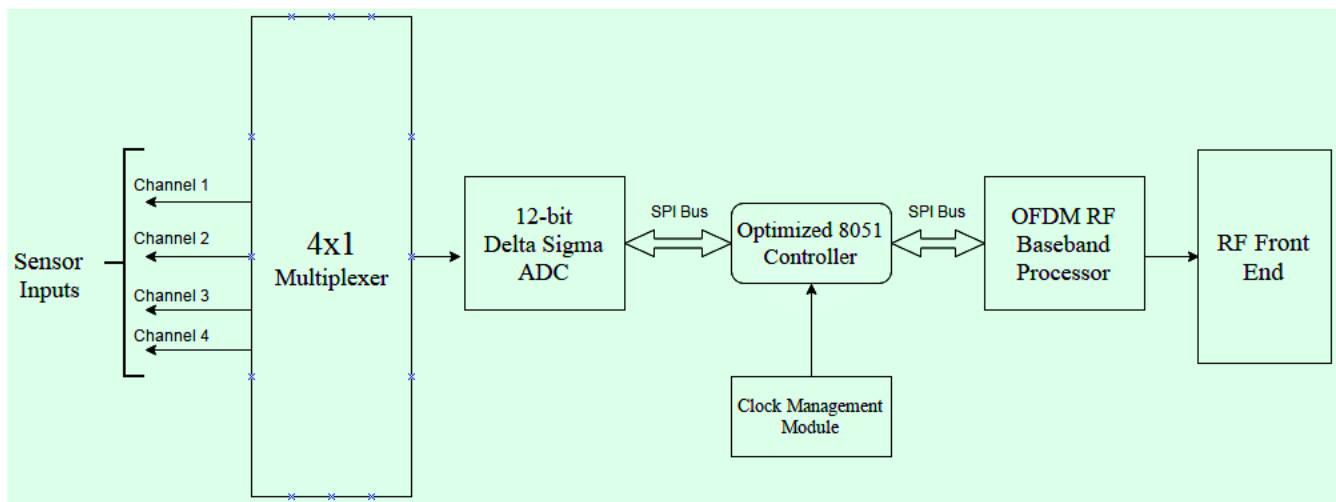 Sensor
Inputs
Channel 1
Channel 2
Channel 3
Channel 4
4x1
Multiplexer
12-bit
Delta Sigma
ADC
SPI Bus
Optimized 8051
Controller
Clock Management
Module
SPI Bus
OFDM RF
Baseband
Processor
RF Front
End